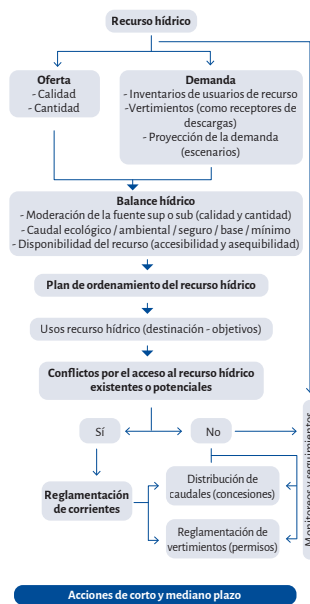 Recurso hídrico
Oferta
- Calidad
- Cantidad
Demanda
- Inventarios de usuarios de recurso
-Vertimientos (como receptores de
descargas)
- Proyección de la demanda
(escenarios)
Balance hídrico
- Moderación de la fuente sup o sub (calidad y cantidad)
- Caudal ecológico / ambiental / seguro / base / mínimo
- Disponibilidad del recurso (accesibilidad y asequibilidad)
Plan de ordenamiento del recurso hídrico
Usos recurso hídrico (destinación - objetivos)
Conflictos por el acceso al recurso hídrico
existentes o potenciales
Sí
No
Reglamentación
de corrientes
Distribución de
caudales (concesiones)
Reglamentación de
vertimientos (permisos)
Monitoreos y seguimientos
Acciones de corto y mediano plazo